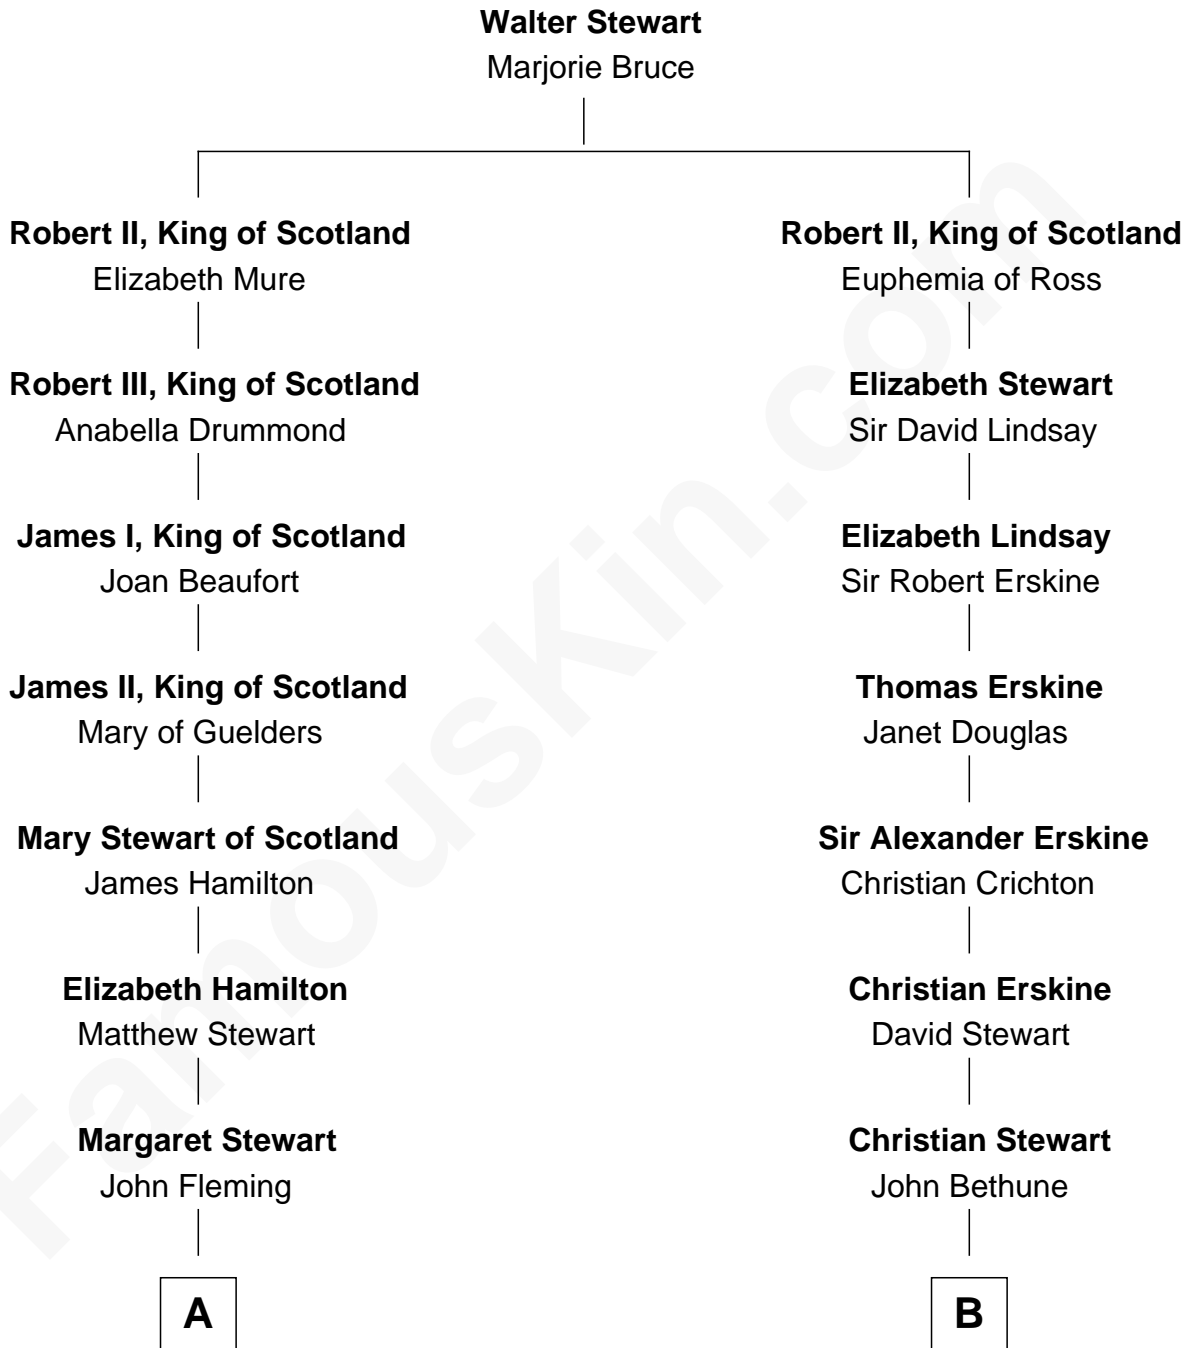 Walter Stewart
Marjorie Bruce
Robert II, King of Scotland
Elizabeth Mure
Robert III, King of Scotland
Anabella Drummond
James I, King of Scotland
Joan Beaufort
James II, King of Scotland
Mary of Guelders
Mary Stewart of Scotland
James Hamilton
Elizabeth Hamilton
Matthew Stewart
Margaret Stewart
John Fleming
A
Robert II, King of Scotland
Euphemia of Ross
Elizabeth Stewart
Sir David Lindsay
Elizabeth Lindsay
Sir Robert Erskine
Thomas Erskine
Janet Douglas
Sir Alexander Erskine
Christian Crichton
Christian Erskine
David Stewart
Christian Stewart
John Bethune
B
FamousKin.com